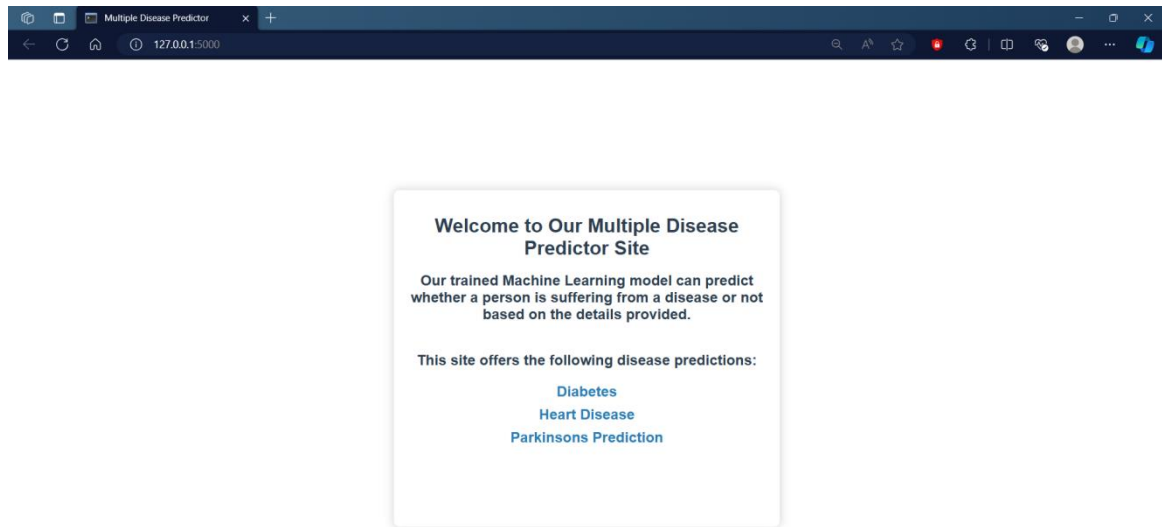 Multiple Disease Predictor
127.0.0.1:5000
Welcome to Our Multiple Disease
Predictor Site
Our trained Machine Learning model can predict
whether a person is suffering from a disease or not
based on the details provided.
This site offers the following disease predictions:
Diabetes
Heart Disease
Parkinsons Prediction